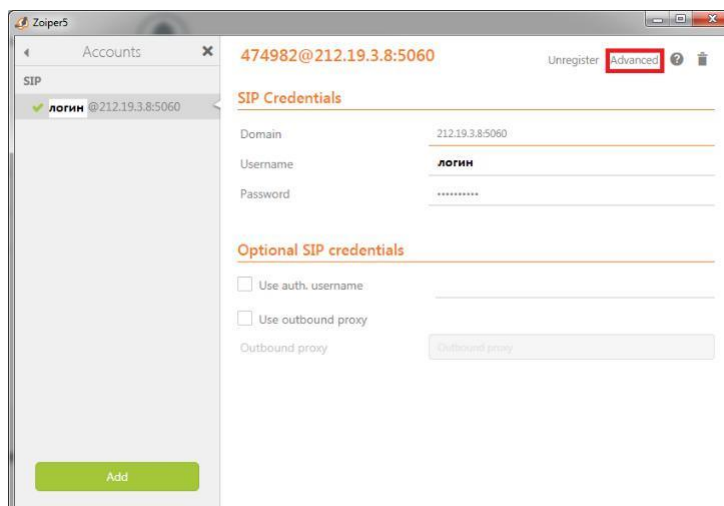 Zoiper5
Accounts
SIP
логин @212.19.3.8:5060
Add
474982@212.19.3.8:5060
Unregister Advanced ?
SIP Credentials
Domain 212.19.3.8:5060
Username логин
Password ••••••••••
Optional SIP credentials
Use auth. username
Use outbound proxy
Outbound proxy Outbound proxy